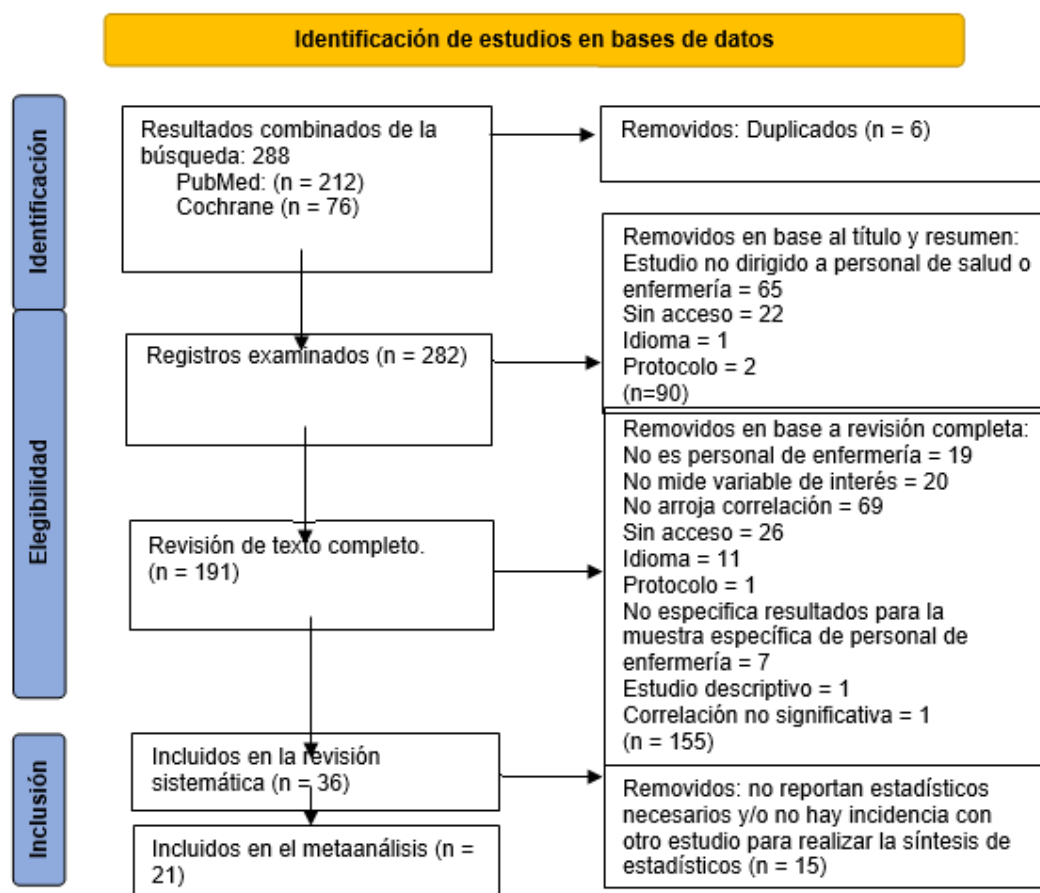 Identificación de estudios en bases de datos
Identificación
Resultados combinados de la
búsqueda: 288
PubMed: (n = 212)
Cochrane (n = 76)
Removidos: Duplicados (n = 6)
Removidos en base al título y resumen:
Estudio no dirigido a personal de salud o
enfermería = 65
Sin acceso = 22
Idioma = 1
Protocolo = 2
(n=90)
Elegibilidad
Registros examinados (n = 282)
Removidos en base a revisión completa:
No es personal de enfermería = 19
No mide variable de interés = 20
No arroja correlación = 69
Sin acceso = 26
Idioma = 11
Protocolo = 1
No especifica resultados para la
muestra específica de personal de
enfermería = 7
Estudio descriptivo = 1
Correlación no significativa = 1
(n = 155)
Revisión de texto completo.
(n = 191)
Inclusión
Incluidos en la revisión
sistemática (n = 36)
Removidos: no reportan estadísticos
necesarios y/o no hay incidencia con
otro estudio para realizar la síntesis de
estadísticos (n = 15)
Incluidos en el metaanálisis (n =
21)